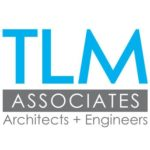 TLM
ASSOCIATES
Architects + Engineers